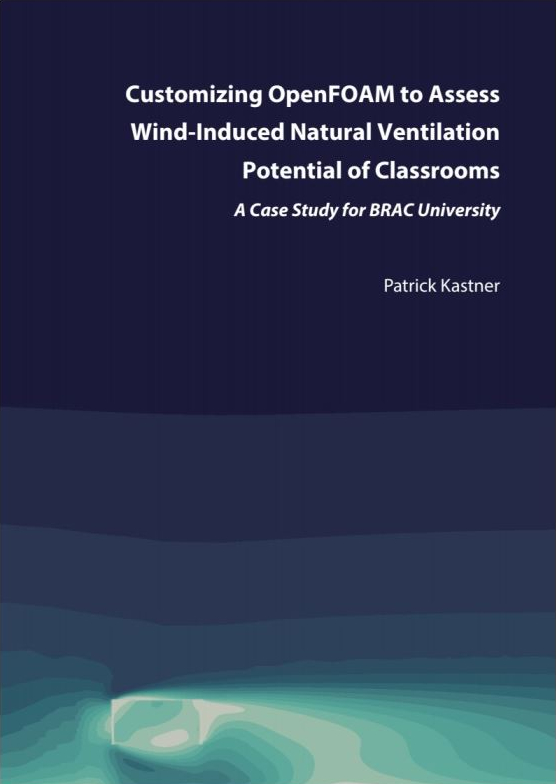 Customizing OpenFOAM to Assess
Wind-Induced Natural Ventilation
Potential of Classrooms
A Case Study for BRAC University
Patrick Kastner